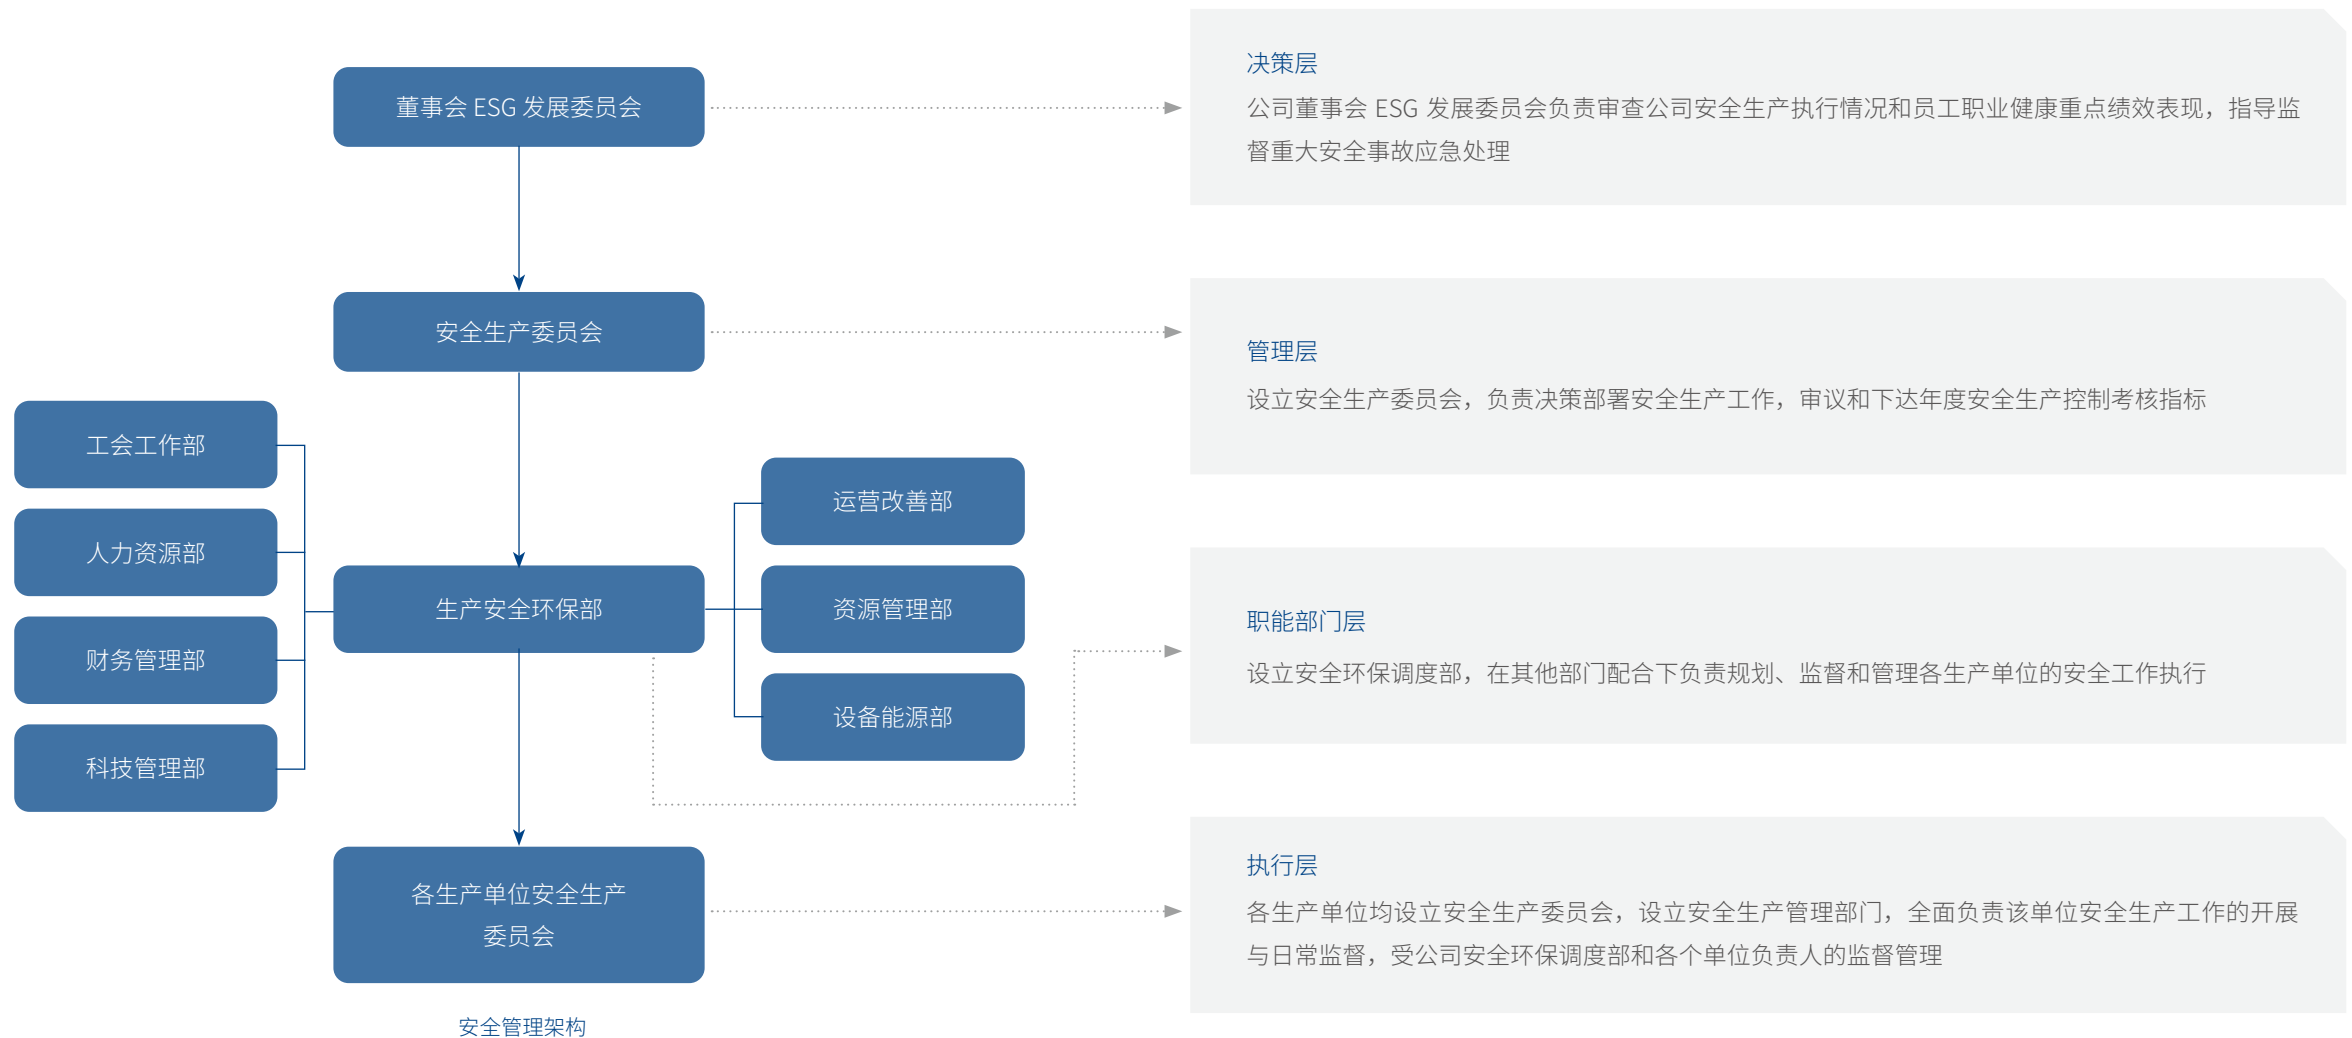 董事会 ESG 发展委员会
安全生产委员会
工会工作部
人力资源部
财务管理部
科技管理部
生产安全环保部
运营改善部
资源管理部
设备能源部
各生产单位安全生产
委员会
安全管理架构
决策层
公司董事会 ESG 发展委员会负责审查公司安全生产执行情况和员工职业健康重点绩效表现，指导监
督重大安全事故应急处理
管理层
设立安全生产委员会，负责决策部署安全生产工作，审议和下达年度安全生产控制考核指标
职能部门层
设立安全环保调度部，在其他部门配合下负责规划、监督和管理各生产单位的安全工作执行
执行层
各生产单位均设立安全生产委员会，设立安全生产管理部门，全面负责该单位安全生产工作的开展
与日常监督，受公司安全环保调度部和各个单位负责人的监督管理